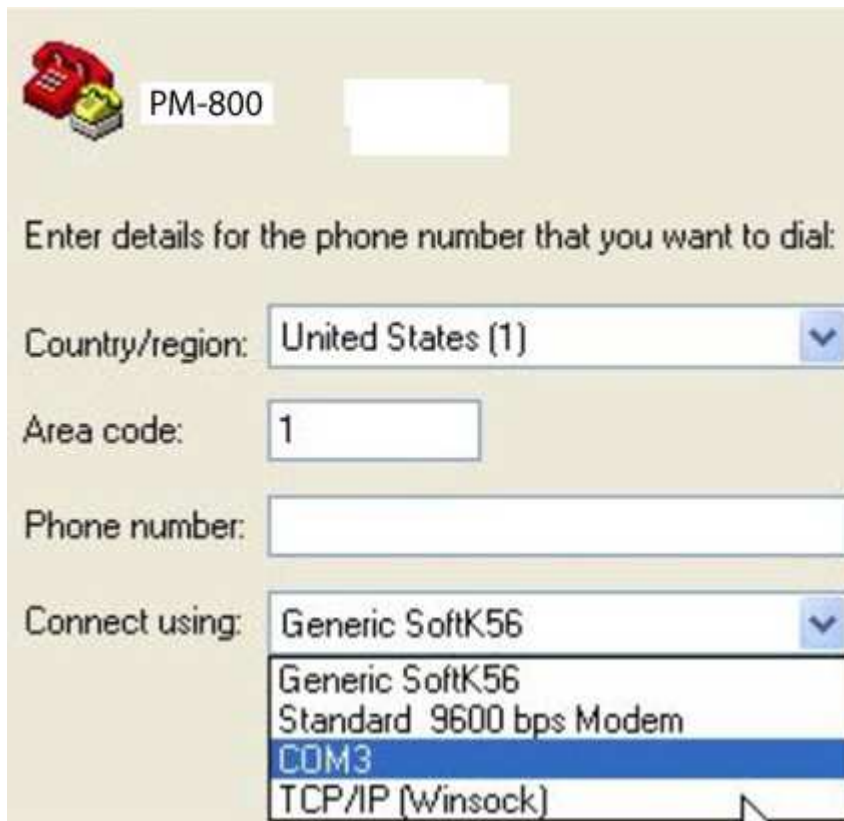 PM-800
Enter details for the phone number that you want to dial:
Country/region: United States (1)
Area code: 1
Phone number:
Connect using: Generic SoftK56
Generic SoftK56
Standard 9600 bps Modem
COM3
TCP/IP (Winsock)